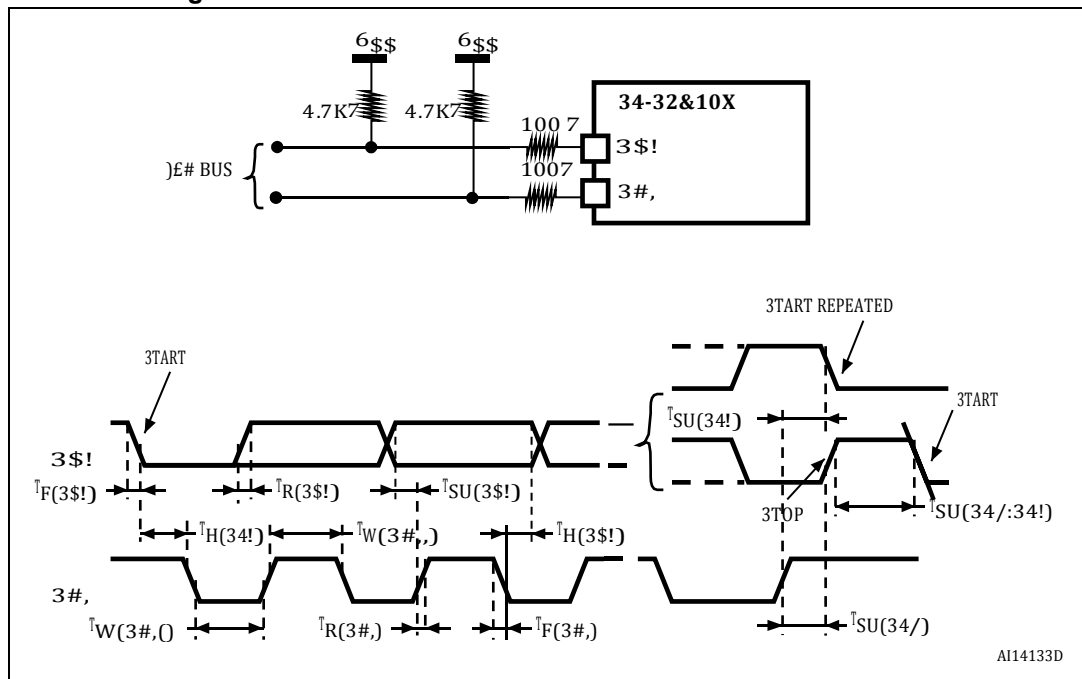 6$$ 6$$
34-32&10X
4.7K7 4.7K7
100 7
3$!
)£# BUS
1007
3#,
3TART REPEATED
3TART
3TART
TSU(34!)
3$!
TF(3$!) TR(3$!) TSU(3$!)
3TOP
TSU(34/:34!)
TH(34!) TW(3#,,) TH(3$!)
3#,
TW(3#,() TR(3#,) TF(3#,) TSU(34/)
AI14133D